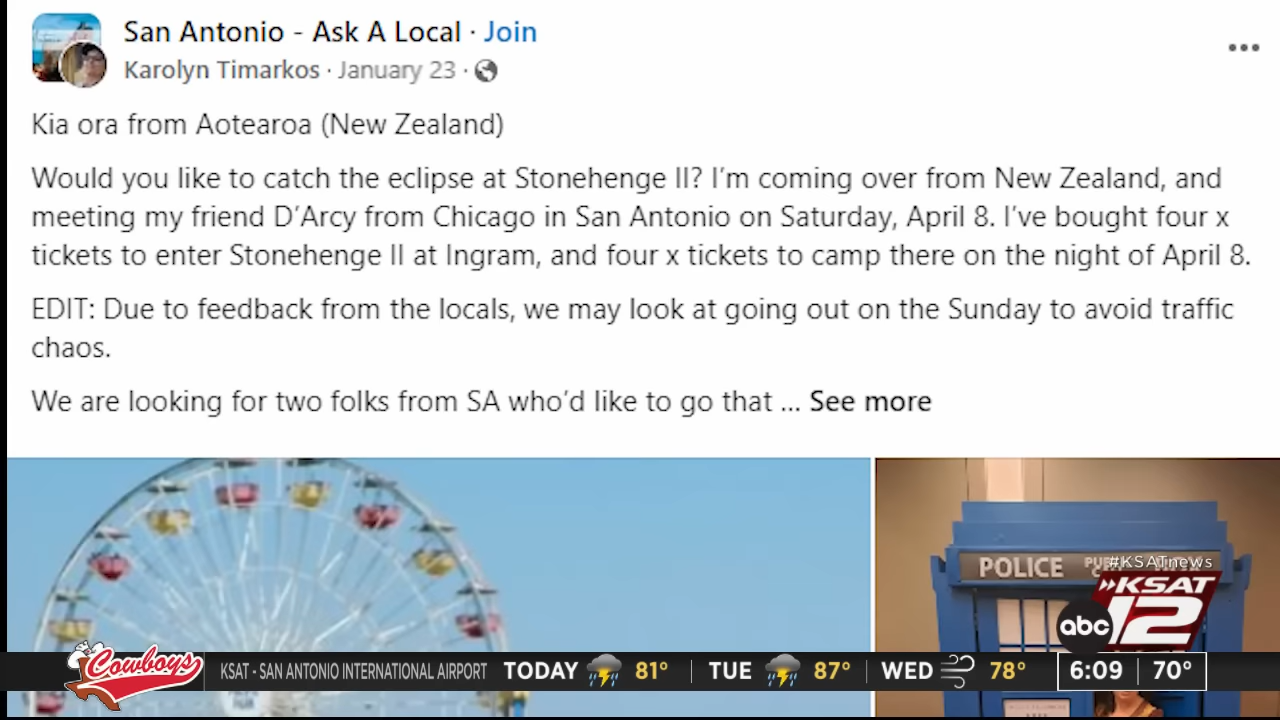 San Antonio - Ask A Local · Join
Karolyn Timarkos · January 23 ·
Kia ora from Aotearoa (New Zealand)
Would you like to catch the eclipse at Stonehenge II? I'm coming over from New Zealand, and
meeting my friend D'Arcy from Chicago in San Antonio on Saturday, April 8. I've bought four x
tickets to enter Stonehenge II at Ingram, and four x tickets to camp there on the night of April 8.
EDIT: Due to feedback from the locals, we may look at going out on the Sunday to avoid traffic
chaos.
We are looking for two folks from SA who'd like to go that ... See more
POLICE
#KSATnews
KSAT
abc 12
Cowboys
KSAT - SAN ANTONIO INTERNATIONAL AIRPORT TODAY 81° TUE 87° WED 78° 6:09 70°